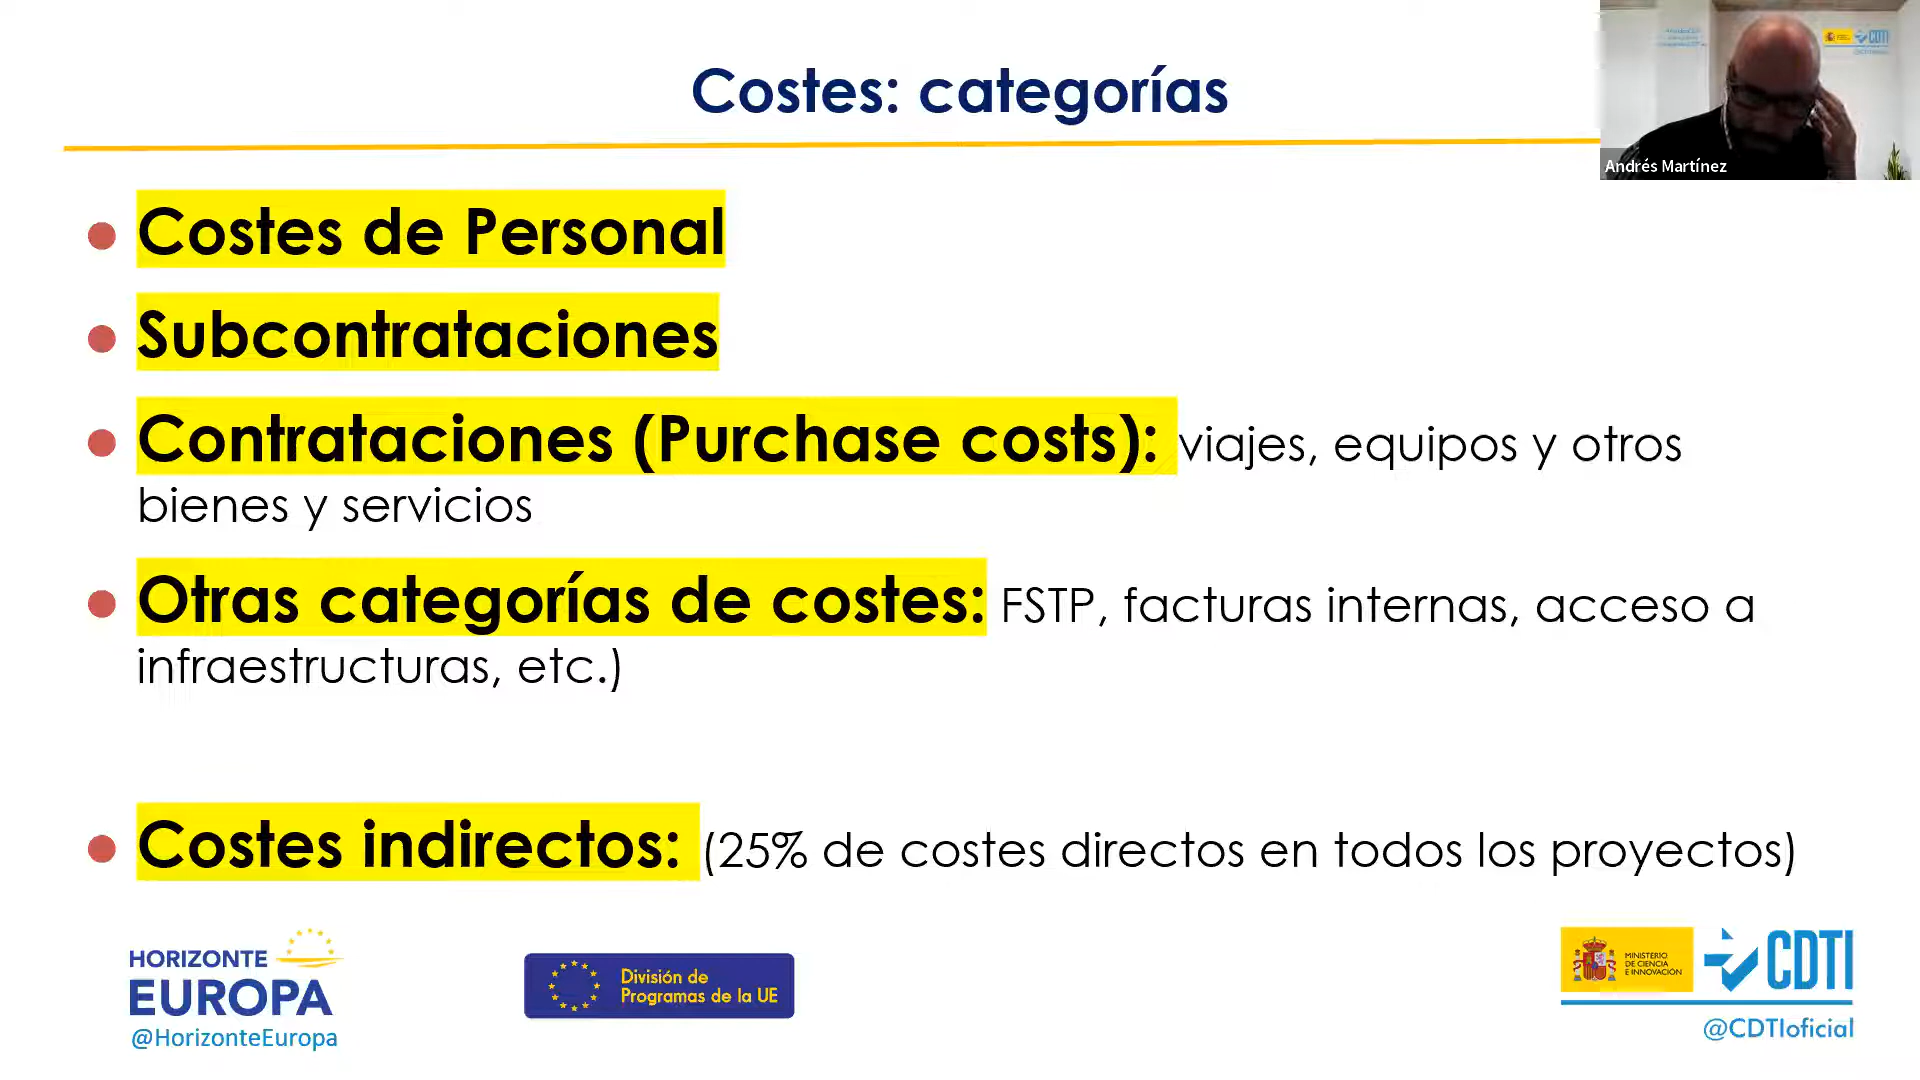 Costes: categorías
CDTI
Andrés Martínez
Costes de Personal
Subcontrataciones
Contrataciones (Purchase costs): viajes, equipos y otros
bienes y servicios
Otras categorías de costes: FSTP, facturas internas, acceso a
infraestructuras, etc.)
Costes indirectos: (25% de costes directos en todos los proyectos)
HORIZONTE
EUROPA
@HorizonteEuropa
División de
Programas de la UE
MINISTERIO
DE CIENCIA
E INNOVACIÓN
CDTI
@CDTIoficial